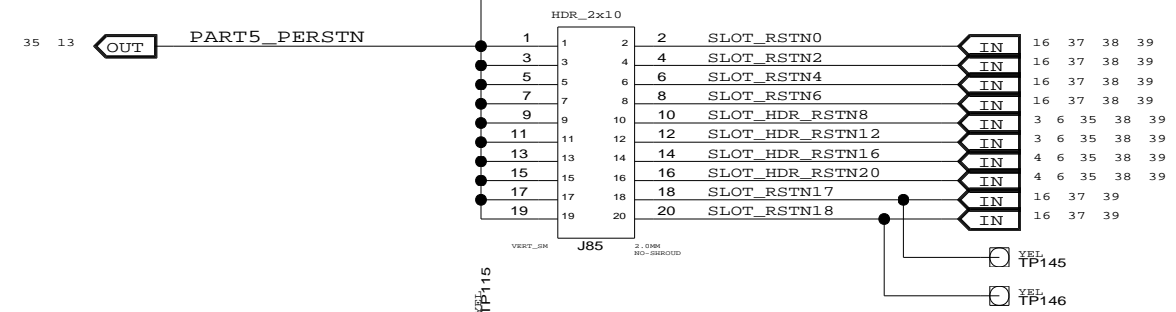 HDR_2x10
35 13 OUT PART5_PERSTN 1 1 2 2 SLOT_RSTN0 IN 16 37 38 39
3 3 4 4 SLOT_RSTN2 IN 16 37 38 39
5 5 6 6 SLOT_RSTN4 IN 16 37 38 39
7 7 8 8 SLOT_RSTN6 IN 16 37 38 39
9 9 10 10 SLOT_HDR_RSTN8 IN 3 6 35 38 39
11 11 12 12 SLOT_HDR_RSTN12 IN 3 6 35 38 39
13 13 14 14 SLOT_HDR_RSTN16 IN 4 6 35 38 39
15 15 16 16 SLOT_HDR_RSTN20 IN 4 6 35 38 39
17 17 18 18 SLOT_RSTN17 IN 16 37 39
19 19 20 20 SLOT_RSTN18 IN 16 37 39
VERT_SM J85 2.0MM
NO-SHROUD
YEL
TP145
YEL
TP115
YEL
TP146